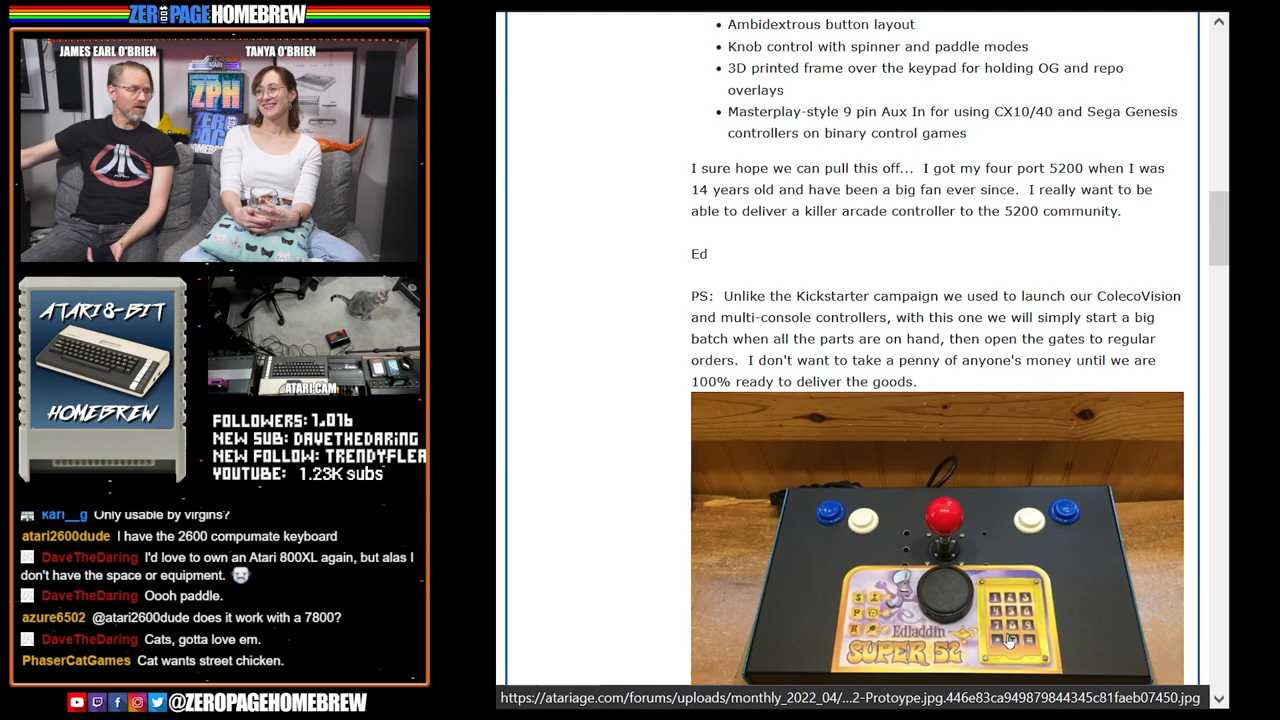 ZEROPAGE HOMEBREW
JAMES EARL O'BRIEN
TANYA O'BRIEN
ATARI
ZPH
ATARI 8-BIT
HOMEBREW
ATARI CAM
FOLLOWERS: 1,016
NEW SUB: DAVETHEDARING
NEW FOLLOW: TRENDYFLEA
YOUTUBE: 1.23K subs
kari__g Only usable by virgins?
atari2600dude I have the 2600 compumate keyboard
DaveTheDaring I'd love to own an Atari 800XL again, but alas I
don't have the space or equipment.
DaveTheDaring Oooh paddle.
azure6502 @atari2600dude does it work with a 7800?
DaveTheDaring Cats, gotta love em.
PhaserCatGames Cat wants street chicken.
@ZEROPAGEHOMEBREW
• Ambidextrous button layout
• Knob control with spinner and paddle modes
• 3D printed frame over the keypad for holding OG and repo
overlays
• Masterplay-style 9 pin Aux In for using CX10/40 and Sega Genesis
controllers on binary control games
I sure hope we can pull this off... I got my four port 5200 when I was
14 years old and have been a big fan ever since. I really want to be
able to deliver a killer arcade controller to the 5200 community.
Ed
PS: Unlike the Kickstarter campaign we used to launch our ColecoVision
and multi-console controllers, with this one we will simply start a big
batch when all the parts are on hand, then open the gates to regular
orders. I don't want to take a penny of anyone's money until we are
100% ready to deliver the goods.
Edladdin
SUPER 52
https://atariage.com/forums/uploads/monthly_2022_04/...2-Protoype.jpg.446e83ca949879844345c81faeb07450.jpg